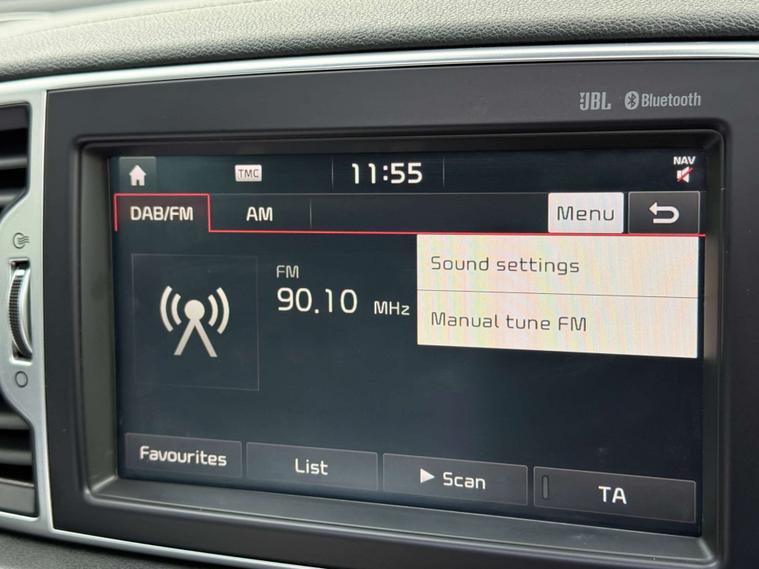 JBL Bluetooth
TMC 11:55 NAV
DAB/FM AM Menu
Sound settings
FM
90.10 MHz
Manual tune FM
Favourites List Scan TA